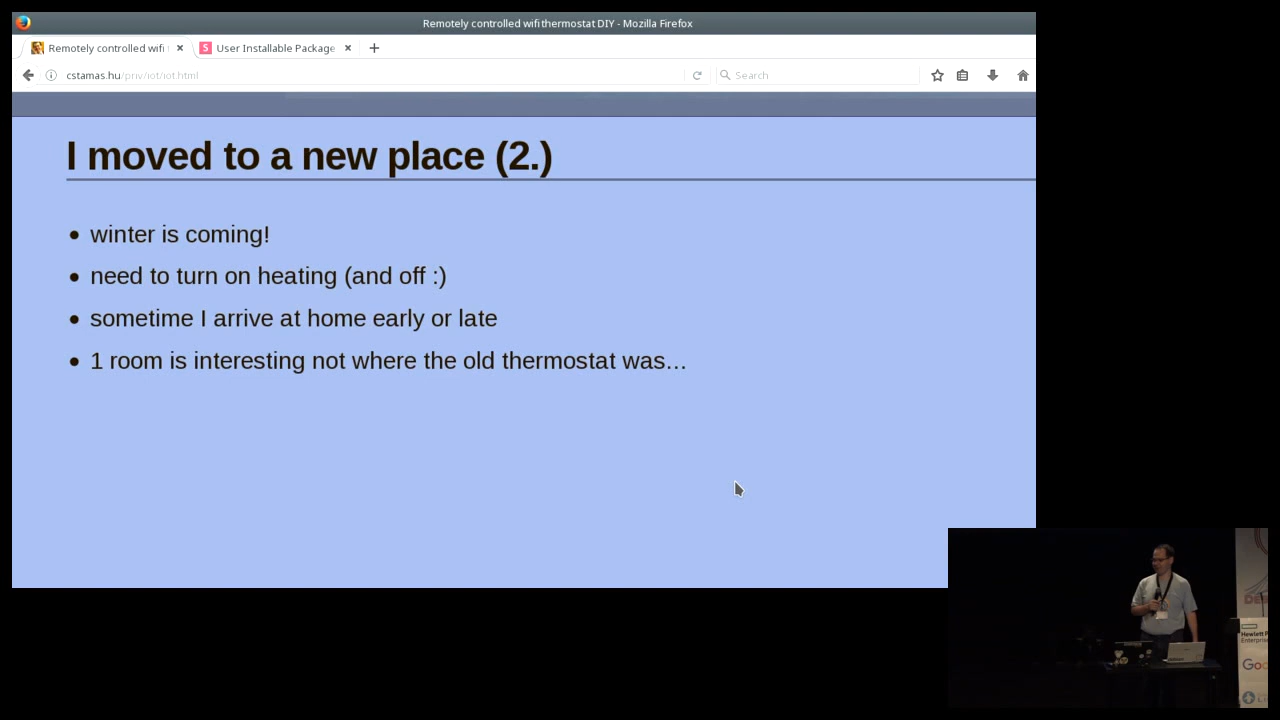 Remotely controlled wifi thermostat DIY - Mozilla Firefox
Remotely controlled wifi
User Installable Package
cstamas.hu/priv/iot/iot.html
Search
I moved to a new place (2.)
winter is coming!
need to turn on heating (and off :)
sometime I arrive at home early or late
1 room is interesting not where the old thermostat was...
Hewlett P
Enterprise
Goo